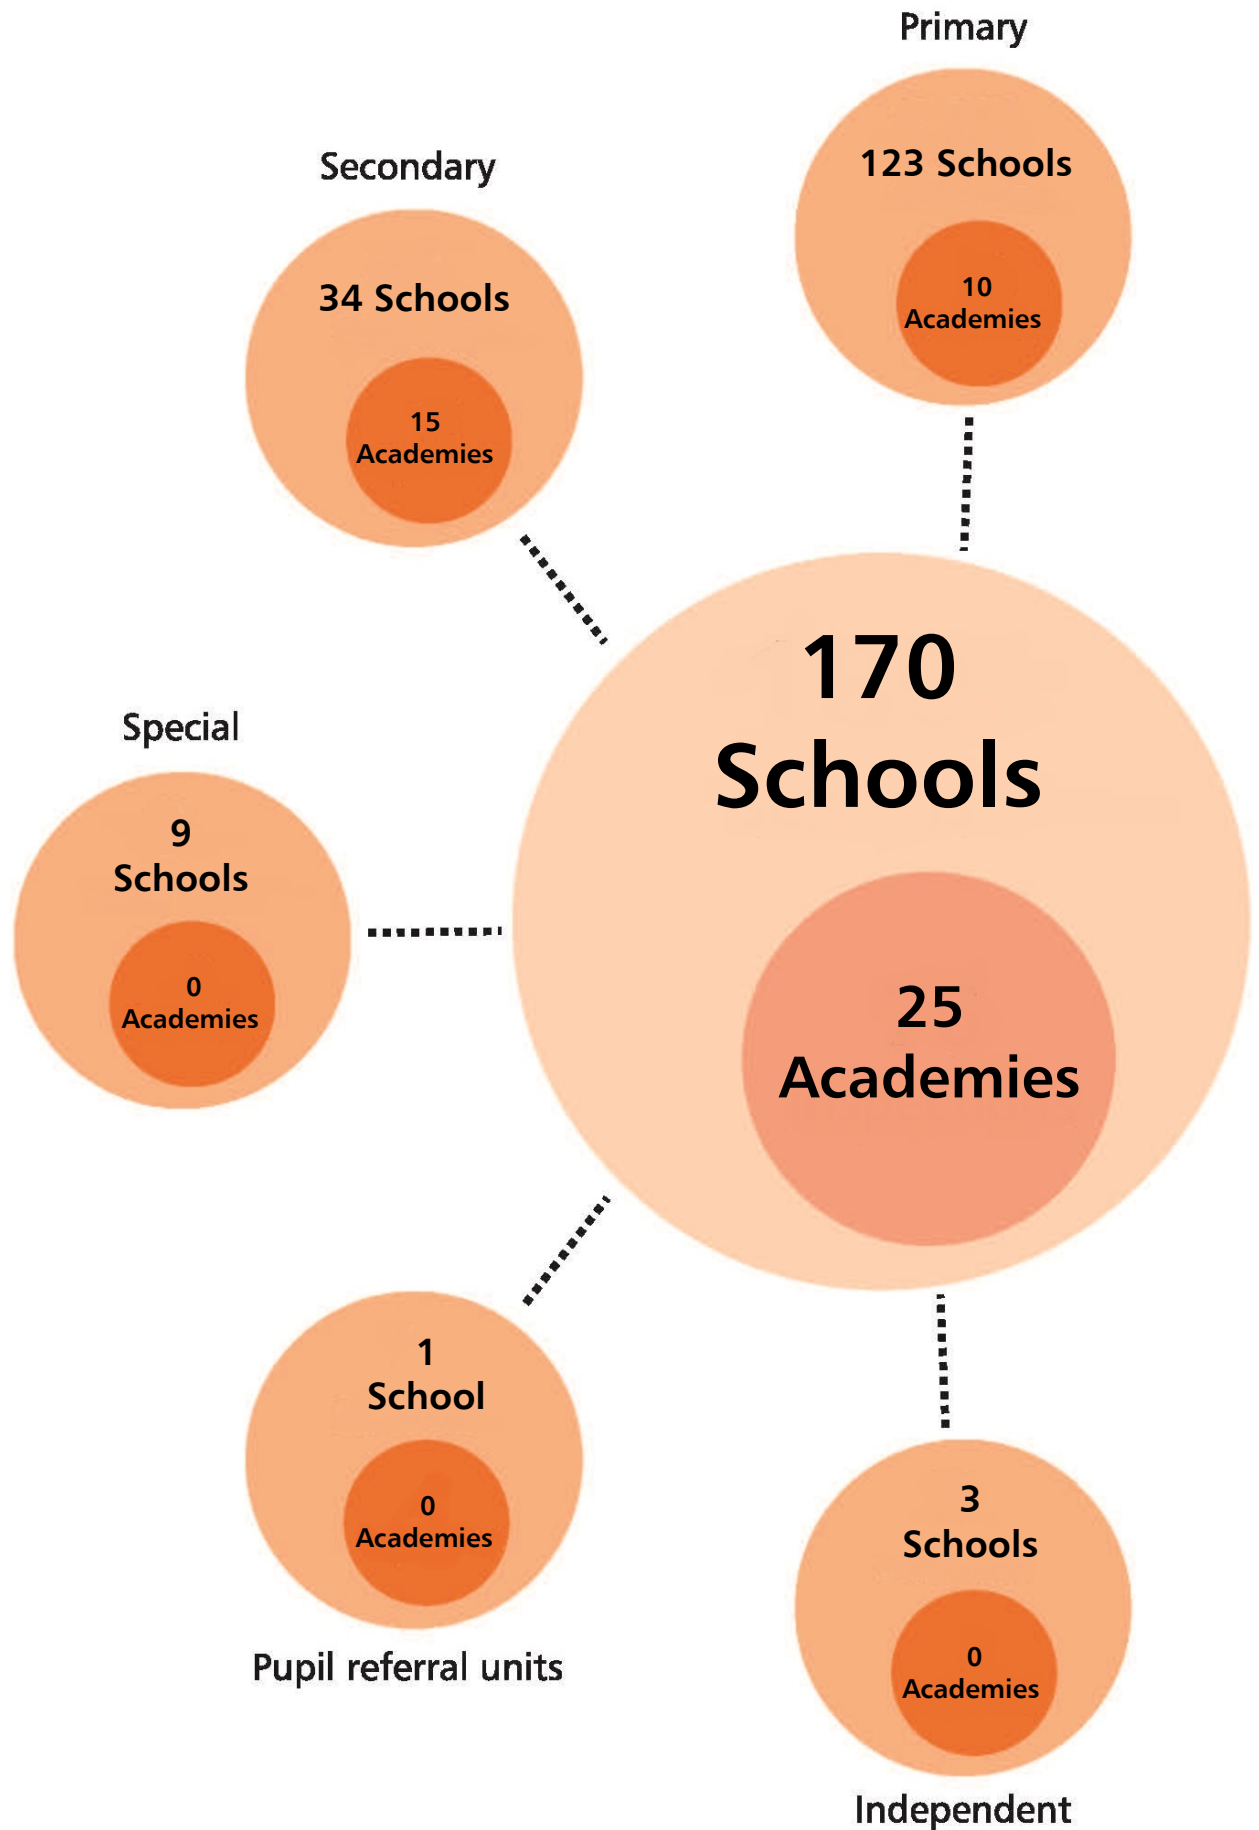 Primary
123 Schools
10
Academies
Secondary
34 Schools
15
Academies
170
Schools
25
Academies
Special
9
Schools
0
Academies
1
School
0
Academies
Pupil referral units
3
Schools
0
Academies
Independent